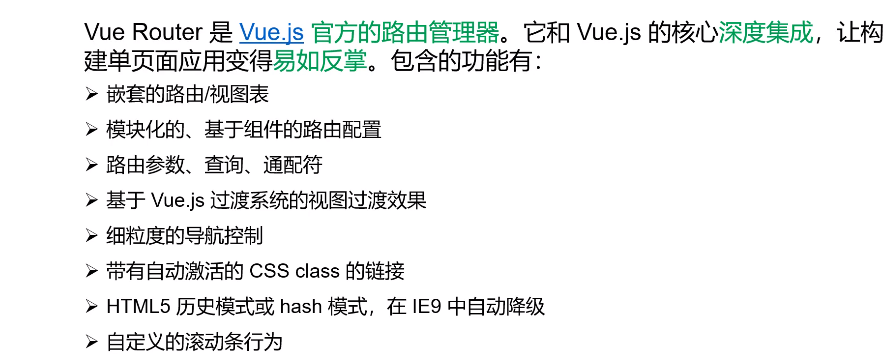 Vue Router 是 Vue.js 官方的路由管理器。它和 Vue.js 的核心深度集成，让构
建单页面应用变得易如反掌。包含的功能有：
➢ 嵌套的路由/视图表
➢ 模块化的、基于组件的路由配置
➢ 路由参数、查询、通配符
➢ 基于 Vue.js 过渡系统的视图过渡效果
➢ 细粒度的导航控制
➢ 带有自动激活的 CSS class 的链接
➢ HTML5 历史模式或 hash 模式，在 IE9 中自动降级
➢ 自定义的滚动条行为